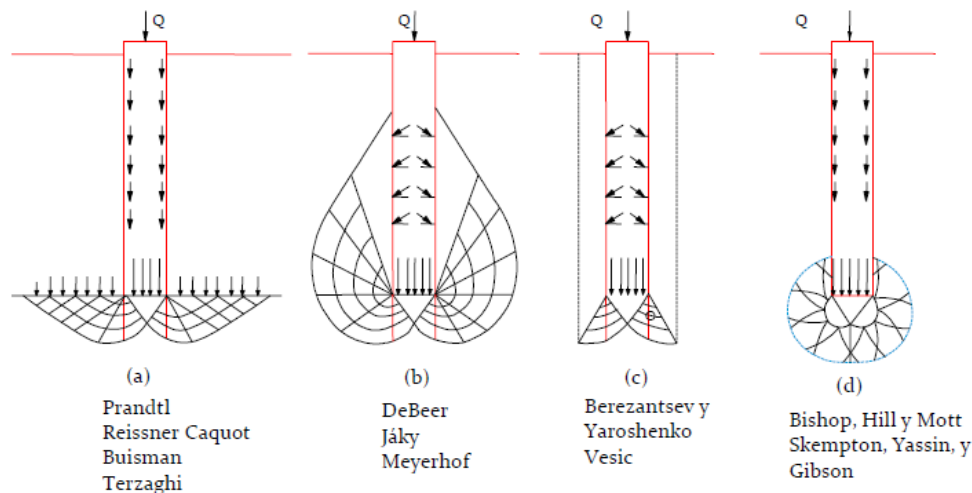 Q
Q
Q
Q
(a)
(b)
(c)
(d)
Prandtl
Reissner Caquot
Buisman
Terzaghi
DeBeer
Jáky
Meyerhof
Berezantsev y
Yaroshenko
Vesic
Bishop, Hill y Mott
Skempton, Yassin, y
Gibson